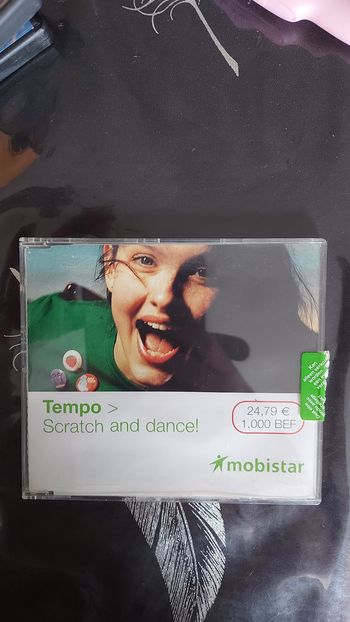 Tempo >
Scratch and dance!
24,79 €
1.000 BEF
mobistar